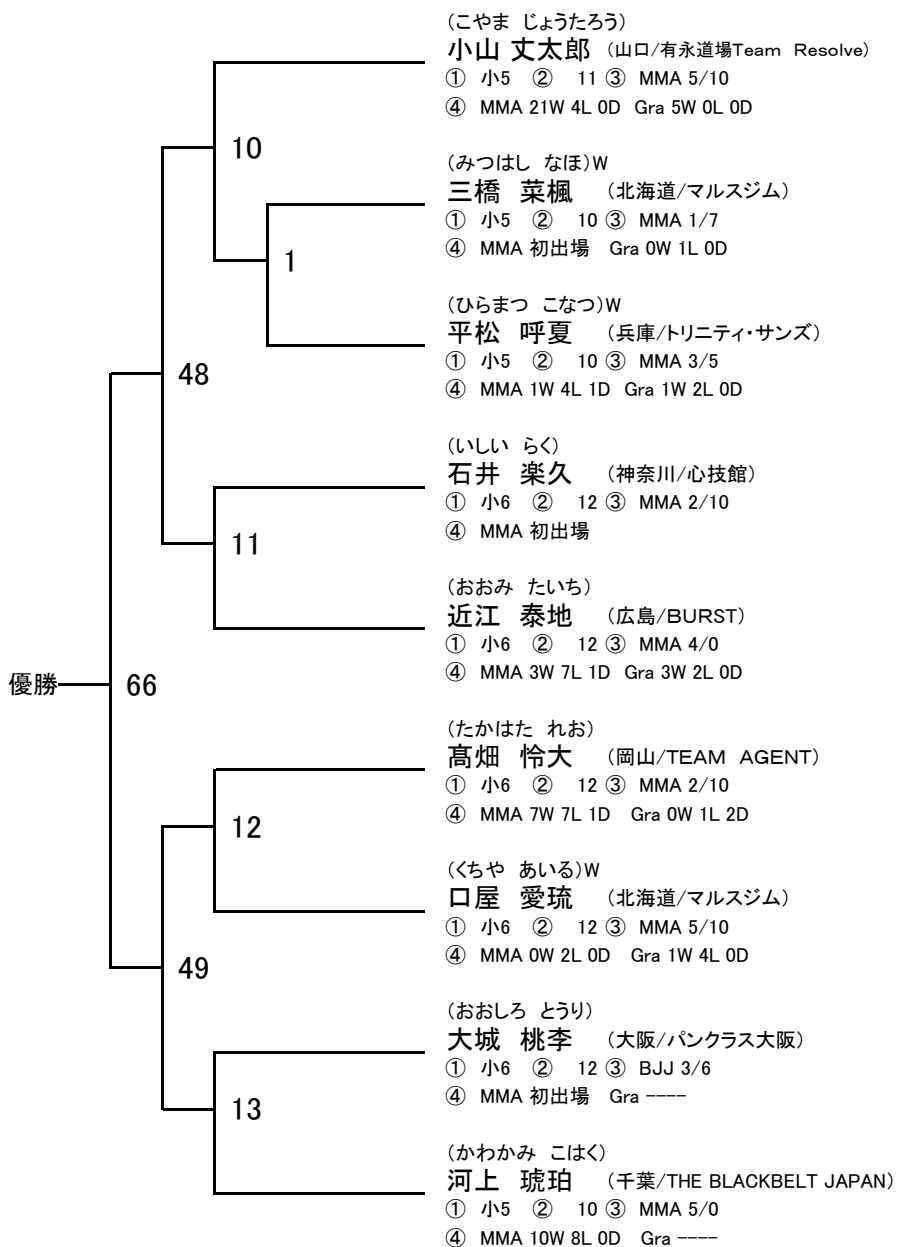 (こやま じょうたろう)
小山 丈太郎 (山口/有永道場Team Resolve)
① 小5 ② 11 ③ MMA 5/10
④ MMA 21W 4L 0D Gra 5W 0L 0D
10
(みつはし なほ)W
三橋 菜楓 (北海道/マルスジム)
① 小5 ② 10 ③ MMA 1/7
④ MMA 初出場 Gra 0W 1L 0D
1
(ひらまつ こなつ)W
平松 呼夏 (兵庫/トリニティ・サンズ)
① 小5 ② 10 ③ MMA 3/5
48
④ MMA 1W 4L 1D Gra 1W 2L 0D
(いしい らく)
石井 楽久 (神奈川/心技館)
① 小6 ② 12 ③ MMA 2/10
④ MMA 初出場
11
(おおみ たいち)
近江 泰地 (広島/BURST)
① 小6 ② 12 ③ MMA 4/0
④ MMA 3W 7L 1D Gra 3W 2L 0D
優勝 66
(たかはた れお)
髙畑 怜大 (岡山/TEAM AGENT)
① 小6 ② 12 ③ MMA 2/10
④ MMA 7W 7L 1D Gra 0W 1L 2D
12
(くちや あいる)W
口屋 愛琉 (北海道/マルスジム)
① 小6 ② 12 ③ MMA 5/10
④ MMA 0W 2L 0D Gra 1W 4L 0D
49
(おおしろ とうり)
大城 桃李 (大阪/パンクラス大阪)
① 小6 ② 12 ③ BJJ 3/6
④ MMA 初出場 Gra ----
13
(かわかみ こはく)
河上 琥珀 (千葉/THE BLACKBELT JAPAN)
① 小5 ② 10 ③ MMA 5/0
④ MMA 10W 8L 0D Gra ----